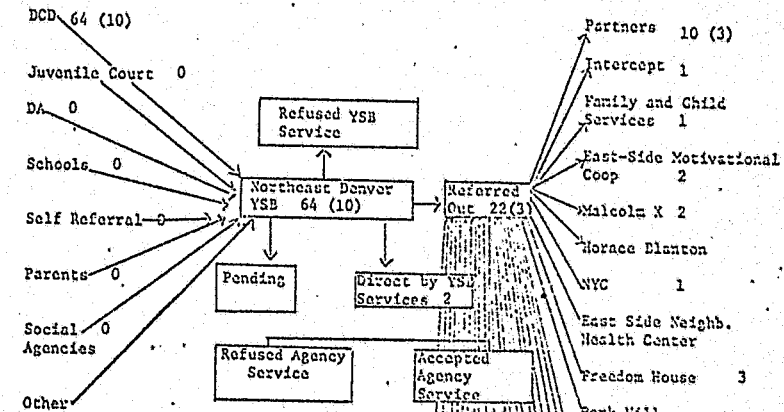 DCD 64 (10)
Juvenile Court 0
DA 0
Schools 0
Self Referral 0
Parents 0
Social 0
Agencies
Other
Refused YSB
Service
Northeast Denver
YSB 64 (10)
Pending
Direct by YSB
Services 2
Refused Agency
Service
Accepted
Agency
Service
Referred
Out 22(3)
Partners 10 (3)
Intercept 1
Family and Child
Services 1
East-Side Motivational
Coop 2
Malcolm X 2
Horace Blanton
NYC 1
East Side Neighb.
Health Center
Freedom House 3